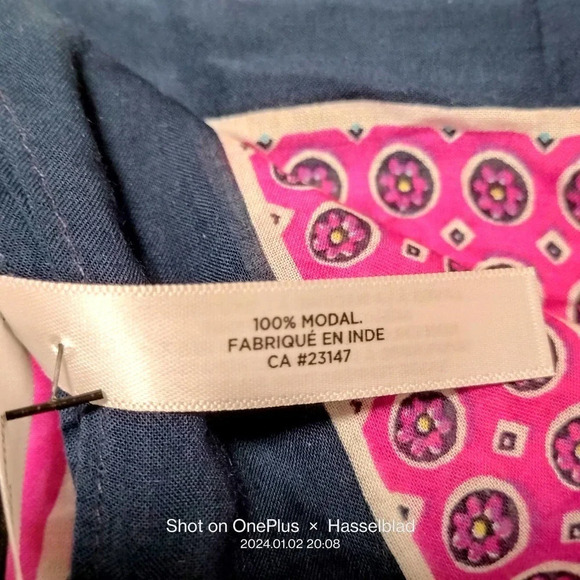 100% MODAL.
FABRIQUÉ EN INDE
CA #23147
Shot on OnePlus × Hasselblad
2024.01.02 20:08